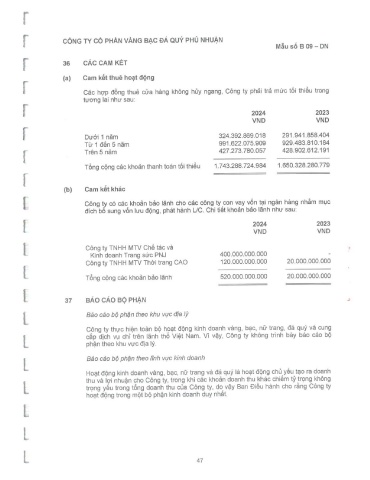 CÔNG TY CỔ PHẦN VÀNG BẠC ĐÁ QUÝ PHÚ NHUẬN
Mẫu số B 09 – DN
36 CÁC CAM KẾT
(a) Cam kết thuê hoạt động
Các hợp đồng thuê cửa hàng không hủy ngang, Công ty phải trả mức tối thiểu trong
tương lai như sau:
2024 2023
VND VND
Dưới 1 năm 324.392.869.018 291.941.858.404
Từ 1 đến 5 năm 991.622.075.909 929.483.810.184
Trên 5 năm 427.273.780.057 428.902.612.191
Tổng cộng các khoản thanh toán tối thiểu 1.743.288.724.984 1.650.328.280.779
(b) Cam kết khác
Công ty có các khoản bảo lãnh cho các công ty con vay vốn tại ngân hàng nhằm mục
đích bổ sung vốn lưu động, phát hành L/C. Chi tiết khoản bảo lãnh như sau:
2024 2023
VND VND
Công ty TNHH MTV Chế tác và
Kinh doanh Trang sức PNJ 400.000.000.000 -
Công ty TNHH MTV Thời trang CAO 120.000.000.000 20.000.000.000
Tổng cộng các khoản bảo lãnh 520.000.000.000 20.000.000.000
37 BÁO CÁO BỘ PHẬN
Báo cáo bộ phận theo khu vực địa lý
Công ty thực hiện toàn bộ hoạt động kinh doanh vàng, bạc, nữ trang, đá quý và cung
cấp dịch vụ chỉ trên lãnh thổ Việt Nam. Vì vậy, Công ty không trình bày báo cáo bộ
phận theo khu vực địa lý.
Báo cáo bộ phận theo lĩnh vực kinh doanh
Hoạt động kinh doanh vàng, bạc, nữ trang và đá quý là hoạt động chủ yếu tạo ra doanh
thu và lợi nhuận cho Công ty, trong khi các khoản doanh thu khác chiếm tỷ trọng không
trọng yếu trong tổng doanh thu của Công ty, do vậy Ban Điều hành cho rằng Công ty
hoạt động trong một bộ phận kinh doanh duy nhất.
47